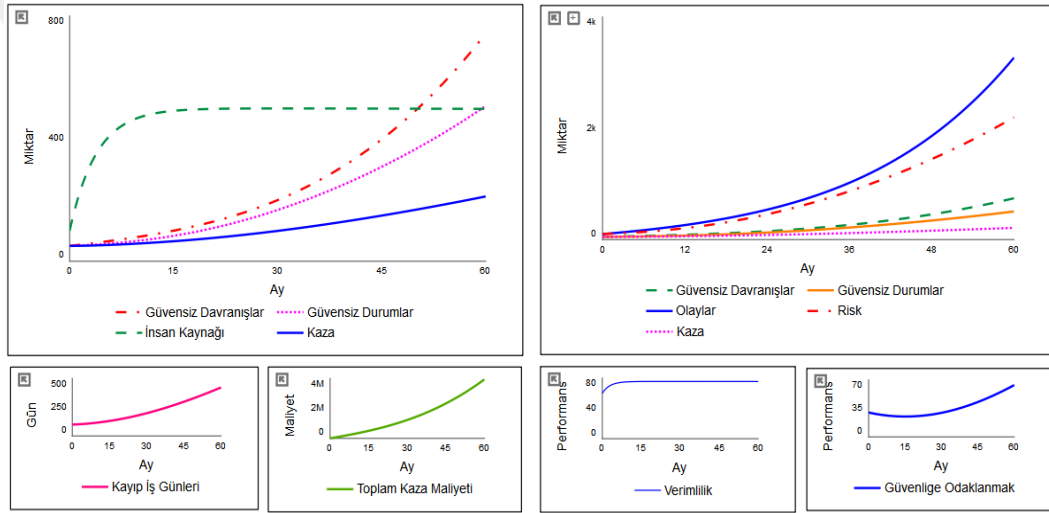 800
400
0
Miktar
0 15 30 45 60
Ay
Güvensiz Davranışlar Güvensiz Durumlar
İnsan Kaynağı Kaza
4k
2k
0
Miktar
0 12 24 36 48 60
Ay
Güvensiz Davranışlar Güvensiz Durumlar
Olaylar Risk
Kaza
500
250
0
Gün
0 15 30 45 60
Ay
Kayıp İş Günleri
4M
2M
0
Maliyet
0 15 30 45 60
Ay
Toplam Kaza Maliyeti
80
40
0
Performans
0 15 30 45 60
Ay
Verimlilik
70
35
0
Performans
0 15 30 45 60
Ay
Güvenlige Odaklanmak